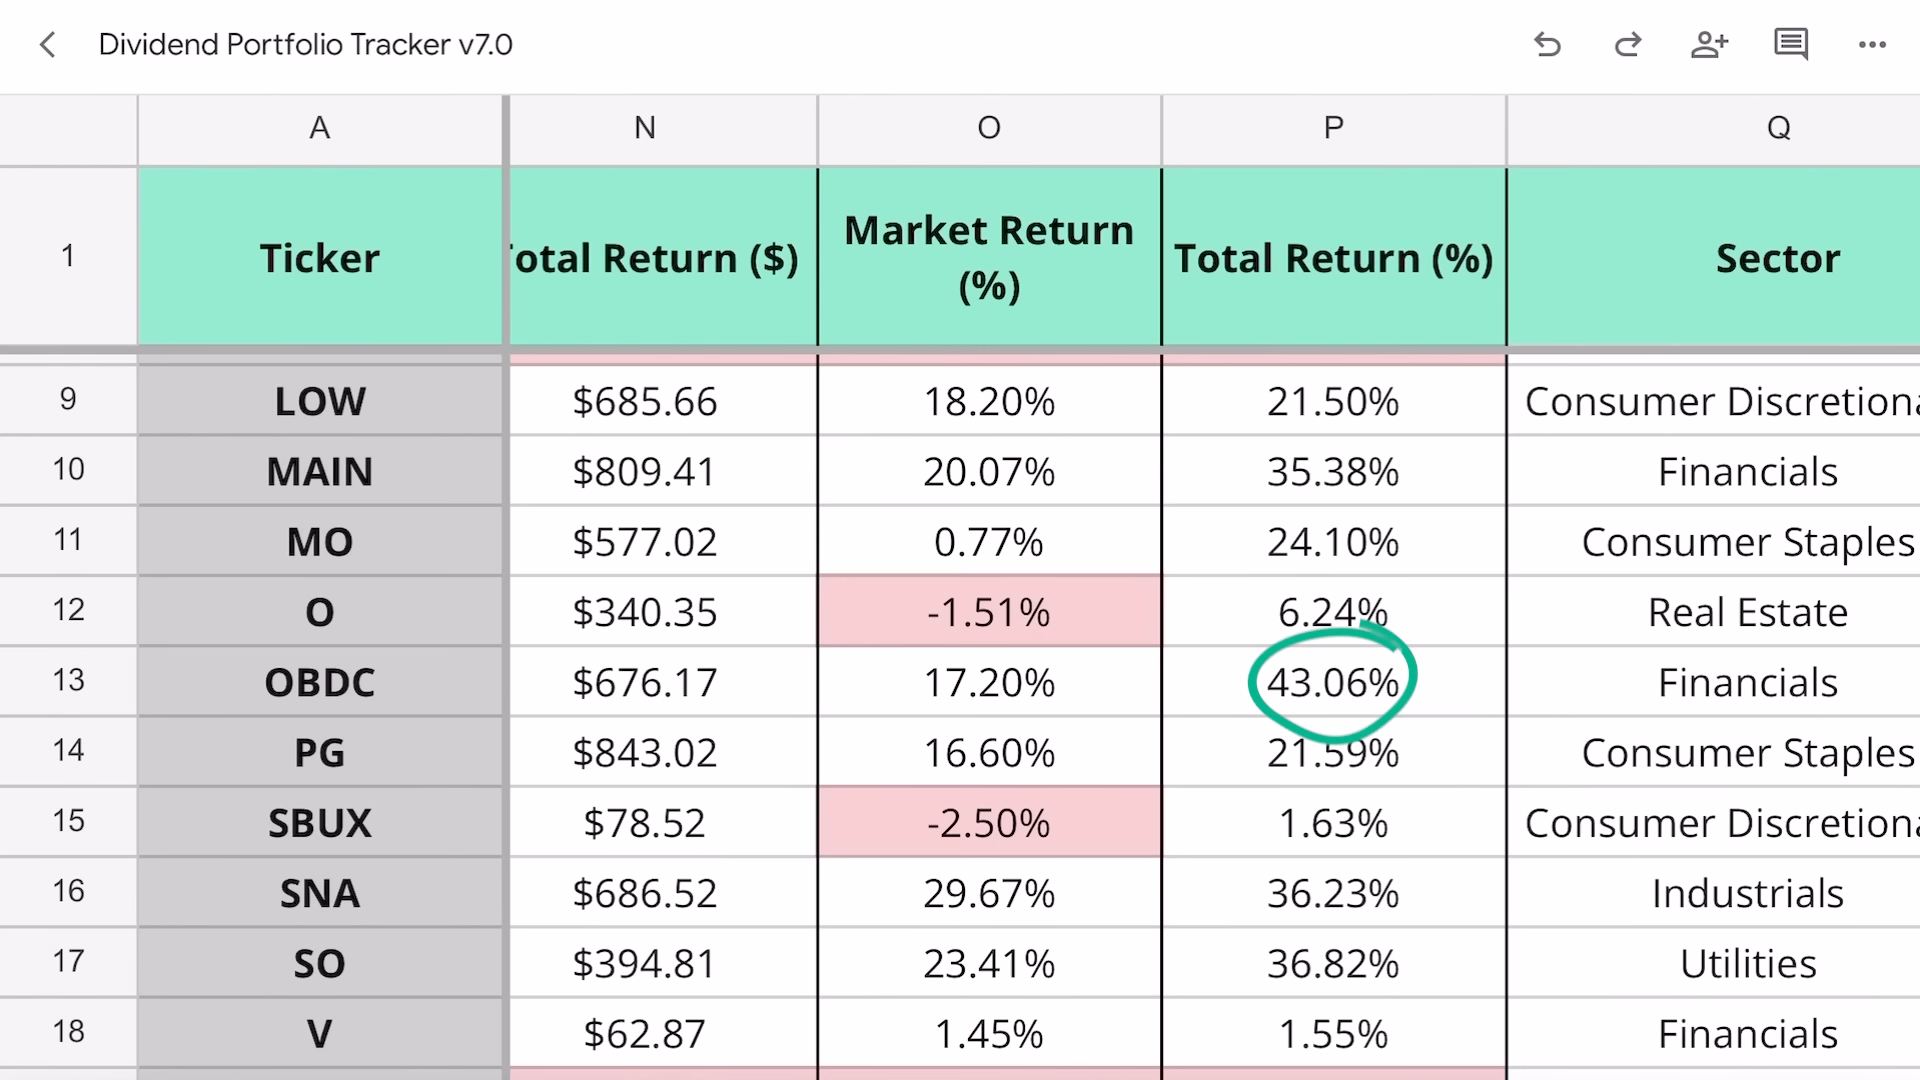 Dividend Portfolio Tracker v7.0
A N O P Q
1 Ticker otal Return ($) Market Return (%) Total Return (%) Sector
9 LOW $685.66 18.20% 21.50% Consumer Discretiona
10 MAIN $809.41 20.07% 35.38% Financials
11 MO $577.02 0.77% 24.10% Consumer Staples
12 O $340.35 -1.51% 6.24% Real Estate
13 OBDC $676.17 17.20% 43.06% Financials
14 PG $843.02 16.60% 21.59% Consumer Staples
15 SBUX $78.52 -2.50% 1.63% Consumer Discretiona
16 SNA $686.52 29.67% 36.23% Industrials
17 SO $394.81 23.41% 36.82% Utilities
18 V $62.87 1.45% 1.55% Financials